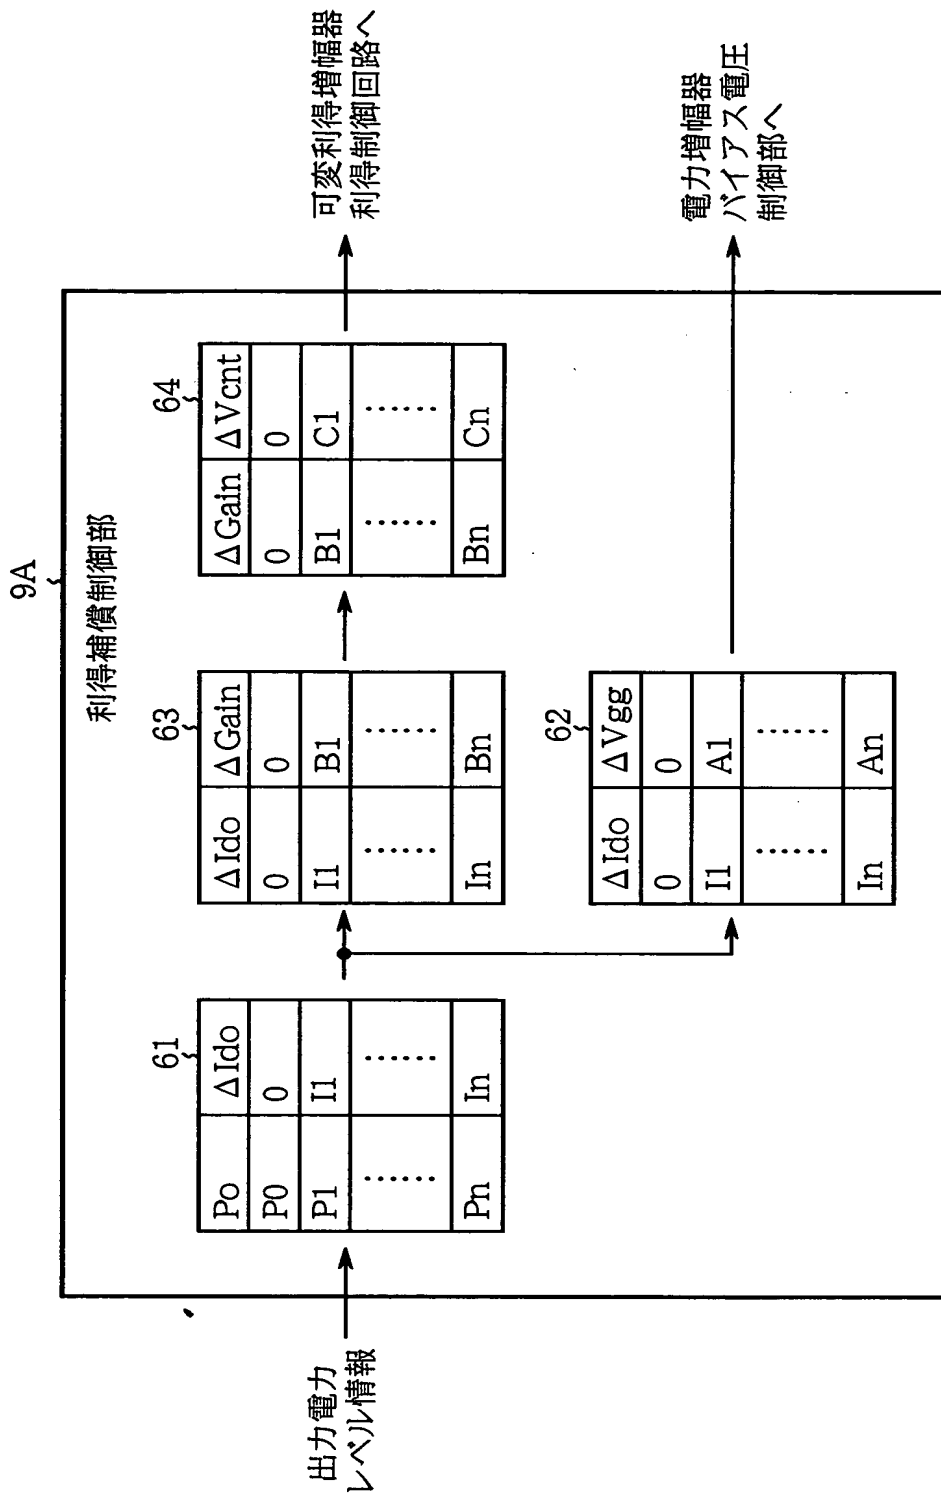 9A
利得補償制御部
出力電力
レベル情報
61
Po ΔIdo
P0 0
P1 I1
…… ……
Pn In
63
ΔIdo ΔGain
0 0
I1 B1
…… ……
In Bn
64
ΔGain ΔVcnt
0 0
B1 C1
…… ……
Bn Cn
可変利得増幅器
利得制御回路へ
62
ΔIdo ΔVgg
0 0
I1 A1
…… ……
In An
電力増幅器
バイアス電圧
制御部へ